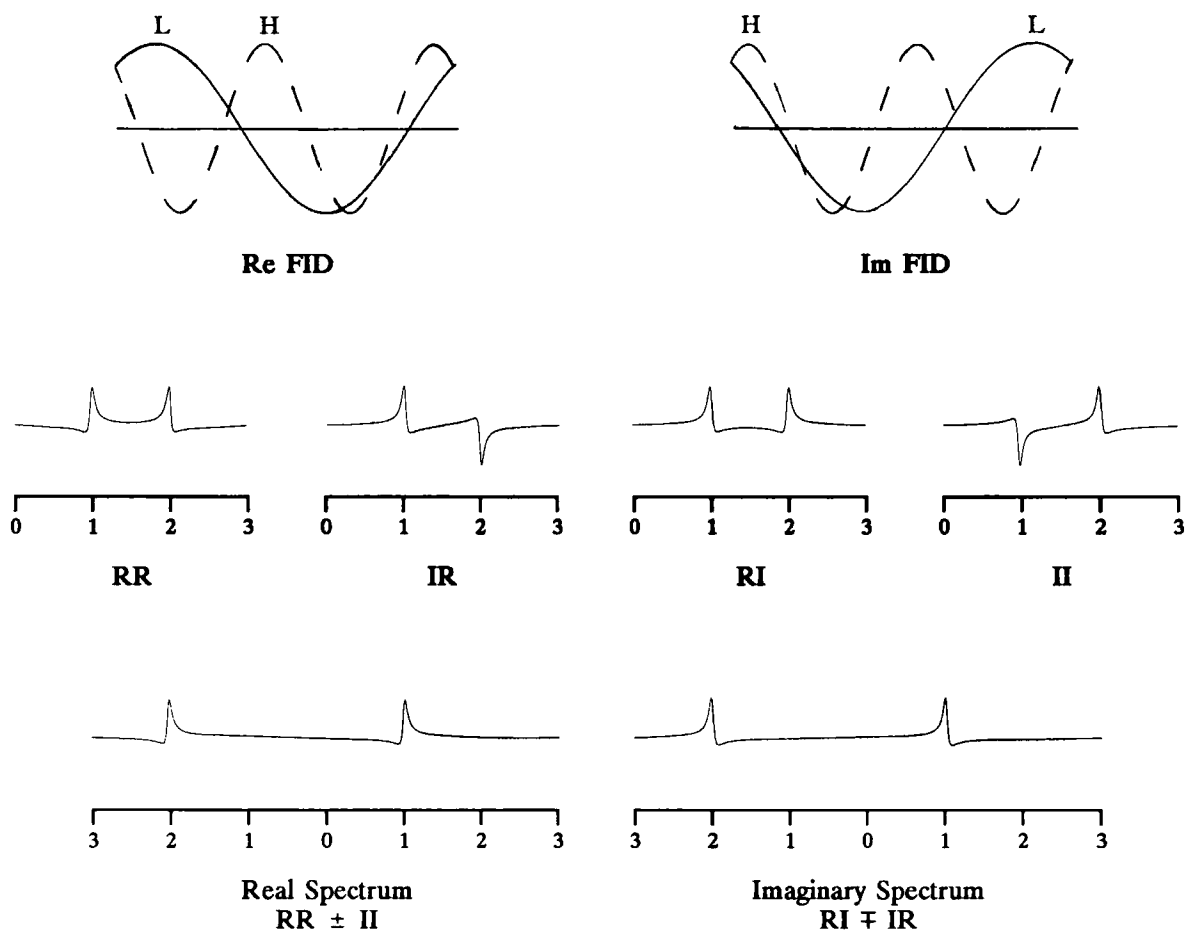 L H H L
Re FID Im FID
0 1 2 3 0 1 2 3 0 1 2 3 0 1 2 3
RR IR RI II
3 2 1 0 1 2 3 3 2 1 0 1 2 3
Real Spectrum Imaginary Spectrum
RR ± II RI ∓ IR